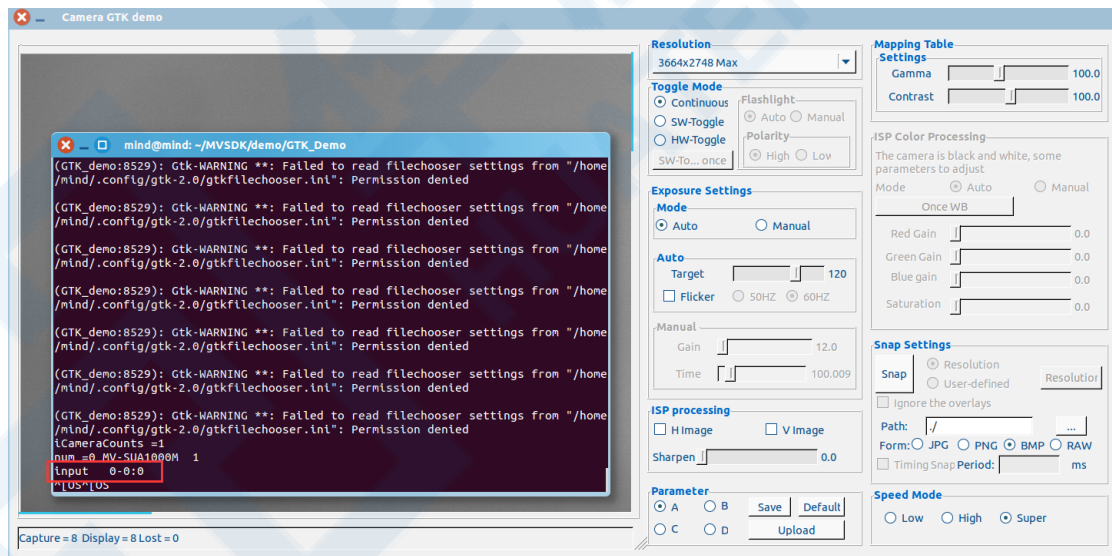 Camera GTK demo
mind@mind: ~/MVSDK/demo/GTK_Demo
(GTK_demo:8529): Gtk-WARNING **: Failed to read filechooser settings from "/home
/mind/.config/gtk-2.0/gtkfilechooser.ini": Permission denied
(GTK_demo:8529): Gtk-WARNING **: Failed to read filechooser settings from "/home
/mind/.config/gtk-2.0/gtkfilechooser.ini": Permission denied
(GTK_demo:8529): Gtk-WARNING **: Failed to read filechooser settings from "/home
/mind/.config/gtk-2.0/gtkfilechooser.ini": Permission denied
(GTK_demo:8529): Gtk-WARNING **: Failed to read filechooser settings from "/home
/mind/.config/gtk-2.0/gtkfilechooser.ini": Permission denied
(GTK_demo:8529): Gtk-WARNING **: Failed to read filechooser settings from "/home
/mind/.config/gtk-2.0/gtkfilechooser.ini": Permission denied
(GTK_demo:8529): Gtk-WARNING **: Failed to read filechooser settings from "/home
/mind/.config/gtk-2.0/gtkfilechooser.ini": Permission denied
(GTK_demo:8529): Gtk-WARNING **: Failed to read filechooser settings from "/home
/mind/.config/gtk-2.0/gtkfilechooser.ini": Permission denied
iCameraCounts =1
num =0 MV-SUA1000M 1
input 0-0:0
^[OS^[OS
Capture = 8 Display = 8 Lost = 0
Resolution
3664x2748 Max
Toggle Mode
Continuous
SW-Toggle
HW-Toggle
SW-To... once
Flashlight
Auto Manual
Polarity
High Low
Exposure Settings
Mode
Auto Manual
Auto
Target 120
Flicker 50HZ 60HZ
Manual
Gain 12.0
Time 100.009
ISP processing
H Image V Image
Sharpen 0.0
Parameter
A B Save Default
C D Upload
Mapping Table
Settings
Gamma 100.0
Contrast 100.0
ISP Color Processing
The camera is black and white, some
parameters to adjust
Mode Auto Manual
Once WB
Red Gain 0.0
Green Gain 0.0
Blue gain 0.0
Saturation 0.0
Snap Settings
Snap
Resolution
User-defined
Resolution
Ignore the overlays
Path: ./ ...
Form: JPG PNG BMP RAW
Timing Snap Period: ms
Speed Mode
Low High Super